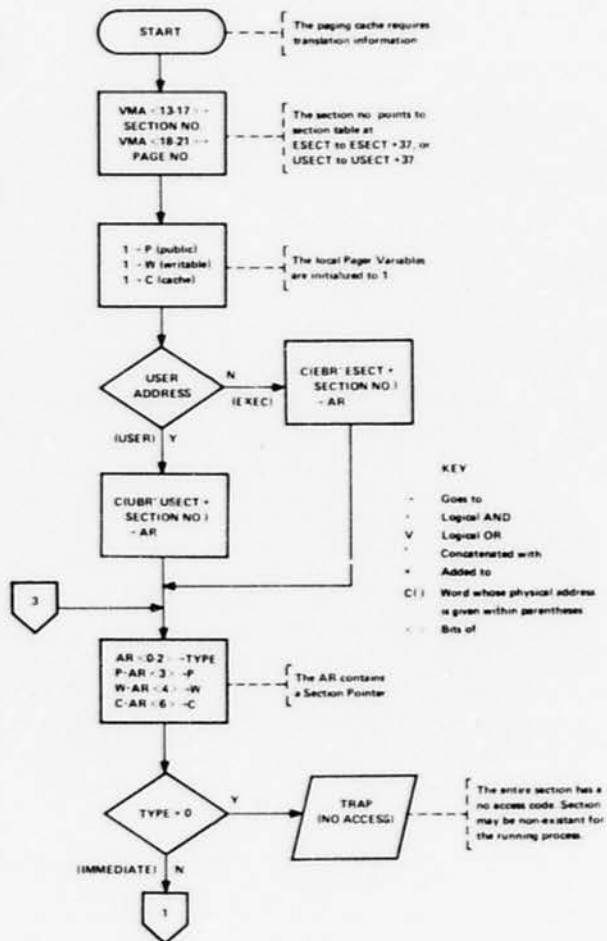 START
The paging cache requires
translation information
VMA <13-17> →
SECTION NO.
VMA <18-21> →
PAGE NO
The section no. points to
section table at
ESECT to ESECT +37, or
USECT to USECT +37
1 → P (public)
1 → W (writable)
1 → C (cache)
The local Pager Variables
are initialized to 1
USER
ADDRESS
N
(EXEC)
C(EBR' ESECT +
SECTION NO.)
→ AR
(USER) Y
C(UBR' USECT +
SECTION NO.)
→ AR
KEY
→ Goes to
Logical AND
V Logical OR
' Concatenated with
+ Added to
C( ) Word whose physical address
is given within parentheses
< > Bits of
3
AR <0-2> →TYPE
P·AR <3> →P
W·AR <4> →W
C·AR <6> →C
The AR contains
a Section Pointer
TYPE = 0
Y
TRAP
(NO ACCESS)
The entire section has a
no access code. Section
may be non-existant for
the running process.
(IMMEDIATE) N
1